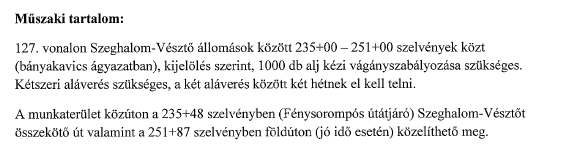 Műszaki tartalom:
127. vonalon Szeghalom-Vésztő állomások között 235+00 – 251+00 szelvények közt
(bányakavics ágyazatban), kijelölés szerint, 1000 db alj kézi vágányszabályozása szükséges.
Kétszeri aláverés szükséges, a két aláverés között két hétnek el kell telni.
A munkaterület közúton a 235+48 szelvényben (Fénysorompós útátjáró) Szeghalom-Vésztőt
összekötő út valamint a 251+87 szelvényben földúton (jó idő esetén) közelíthető meg.